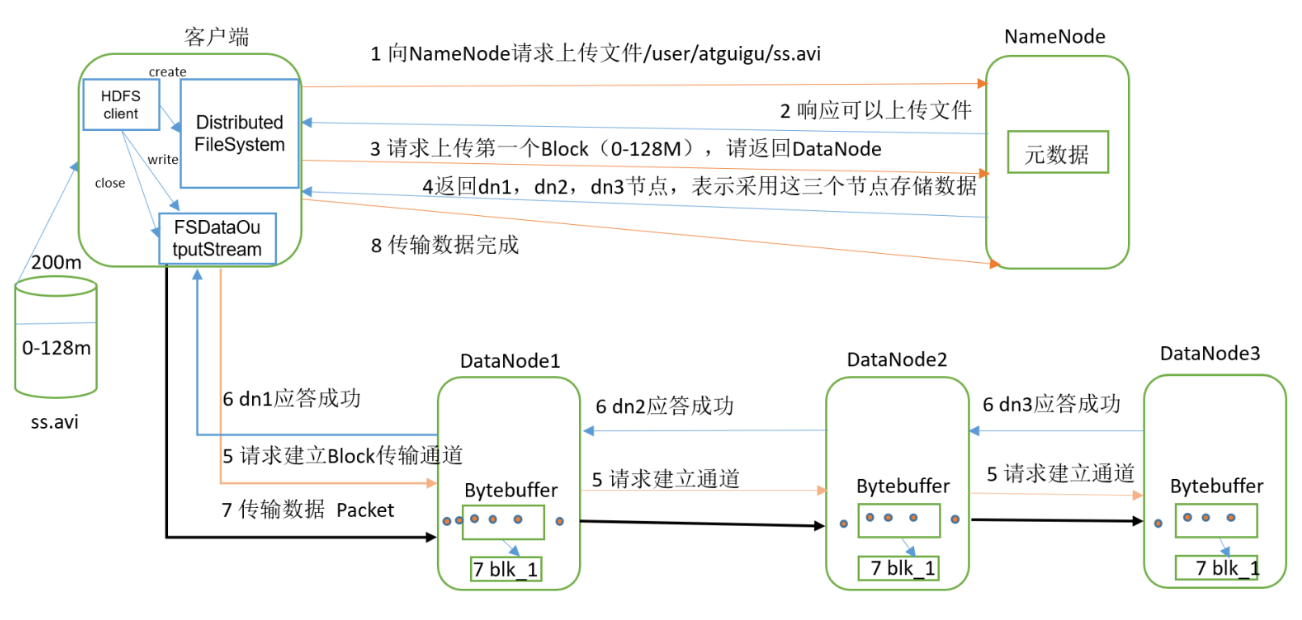 客户端
NameNode
1 向NameNode请求上传文件/user/atguigu/ss.avi
create
HDFS
client
Distributed
FileSystem
2 响应可以上传文件
write
3 请求上传第一个Block（0-128M），请返回DataNode
元数据
close
4返回dn1，dn2，dn3节点，表示采用这三个节点存储数据
FSDataOu
tputStream
8 传输数据完成
200m
0-128m
ss.avi
DataNode1
DataNode2
DataNode3
6 dn1应答成功
6 dn2应答成功
6 dn3应答成功
5 请求建立Block传输通道
5 请求建立通道
5 请求建立通道
Bytebuffer
Bytebuffer
Bytebuffer
7 传输数据 Packet
7 blk_1
7 blk_1
7 blk_1